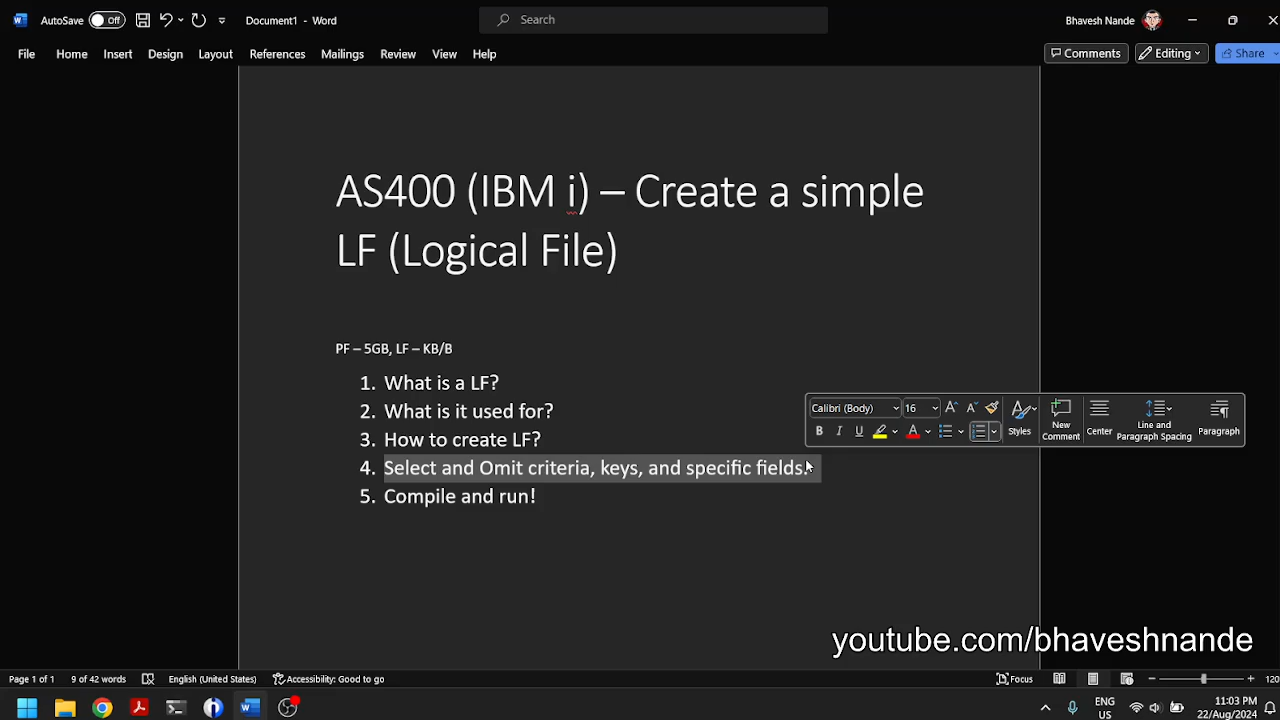 AutoSave Off Document1 - Word Search Bhavesh Nande
File Home Insert Design Layout References Mailings Review View Help Comments Editing Share
AS400 (IBM i) – Create a simple
LF (Logical File)
PF – 5GB, LF – KB/B
1. What is a LF?
2. What is it used for?
3. How to create LF?
4. Select and Omit criteria, keys, and specific fields.
5. Compile and run!
Calibri (Body) 16
Styles New Comment Center Line and Paragraph Spacing Paragraph
youtube.com/bhaveshnande
Page 1 of 1 9 of 42 words English (United States) Accessibility: Good to go Focus 120
ENG US 11:03 PM 22/Aug/2024